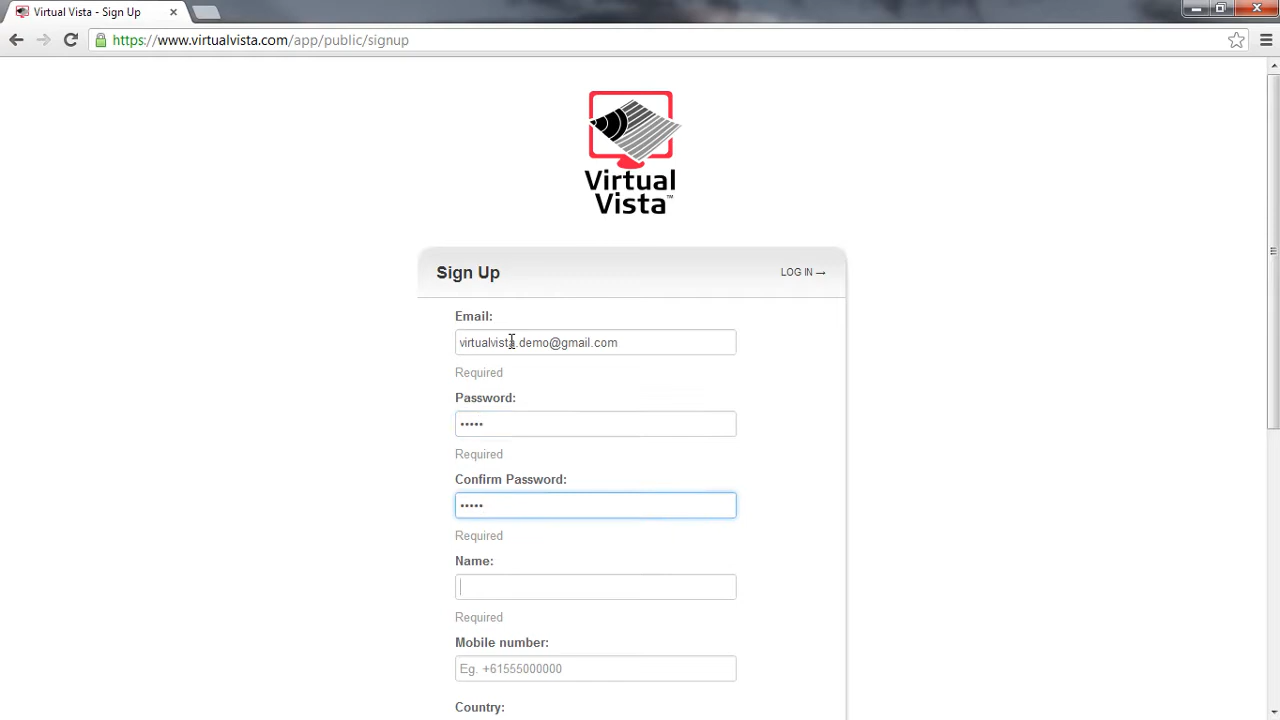 Virtual Vista - Sign Up
https://www.virtualvista.com/app/public/signup
Virtual
Vista™
Sign Up
LOG IN →
Email:
virtualvista.demo@gmail.com
Required
Password:
•••••
Required
Confirm Password:
•••••
Required
Name:
Required
Mobile number:
Eg. +61555000000
Country: